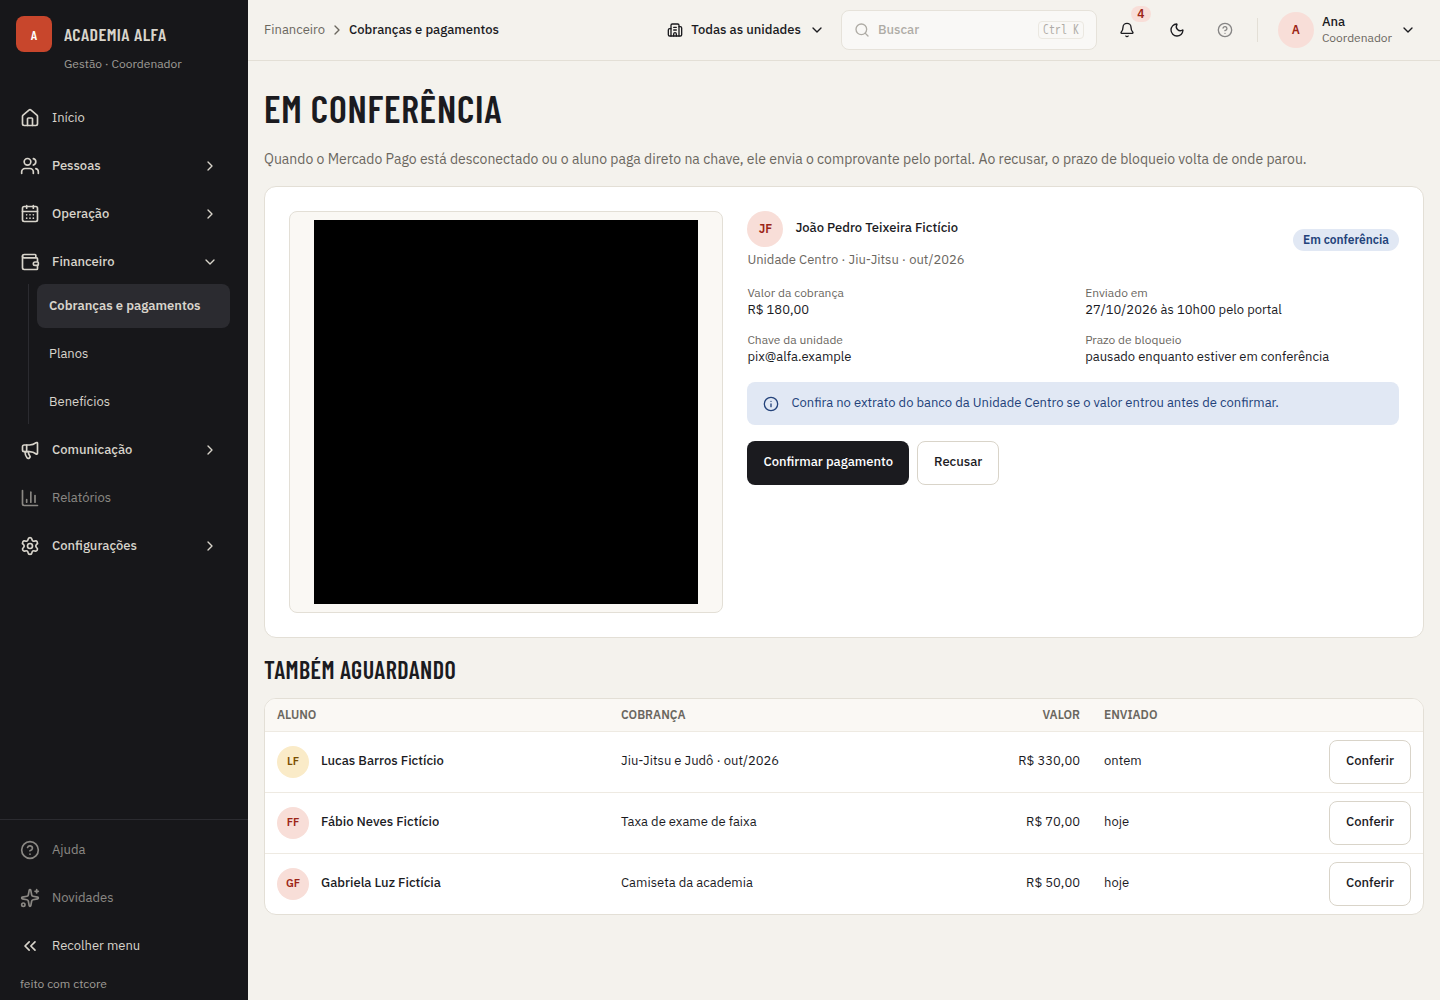 A
ACADEMIA ALFA
Gestão · Coordenador
Início
Pessoas
Operação
Financeiro
Cobranças e pagamentos
Planos
Benefícios
Comunicação
Relatórios
Configurações
Ajuda
Novidades
Recolher menu
feito com ctcore
Financeiro
Cobranças e pagamentos
Todas as unidades
Buscar
Ctrl K
4
A
Ana
Coordenador
EM CONFERÊNCIA
Quando o Mercado Pago está desconectado ou o aluno paga direto na chave, ele envia o comprovante pelo portal. Ao recusar, o prazo de bloqueio volta de onde parou.
JF
João Pedro Teixeira Fictício
Unidade Centro · Jiu-Jitsu · out/2026
Em conferência
Valor da cobrança
R$ 180,00
Enviado em
27/10/2026 às 10h00 pelo portal
Chave da unidade
pix@alfa.example
Prazo de bloqueio
pausado enquanto estiver em conferência
Confira no extrato do banco da Unidade Centro se o valor entrou antes de confirmar.
Confirmar pagamento
Recusar
TAMBÉM AGUARDANDO
ALUNO COBRANÇA VALOR ENVIADO
LF Lucas Barros Fictício Jiu-Jitsu e Judô · out/2026 R$ 330,00 ontem Conferir
FF Fábio Neves Fictício Taxa de exame de faixa R$ 70,00 hoje Conferir
GF Gabriela Luz Fictícia Camiseta da academia R$ 50,00 hoje Conferir